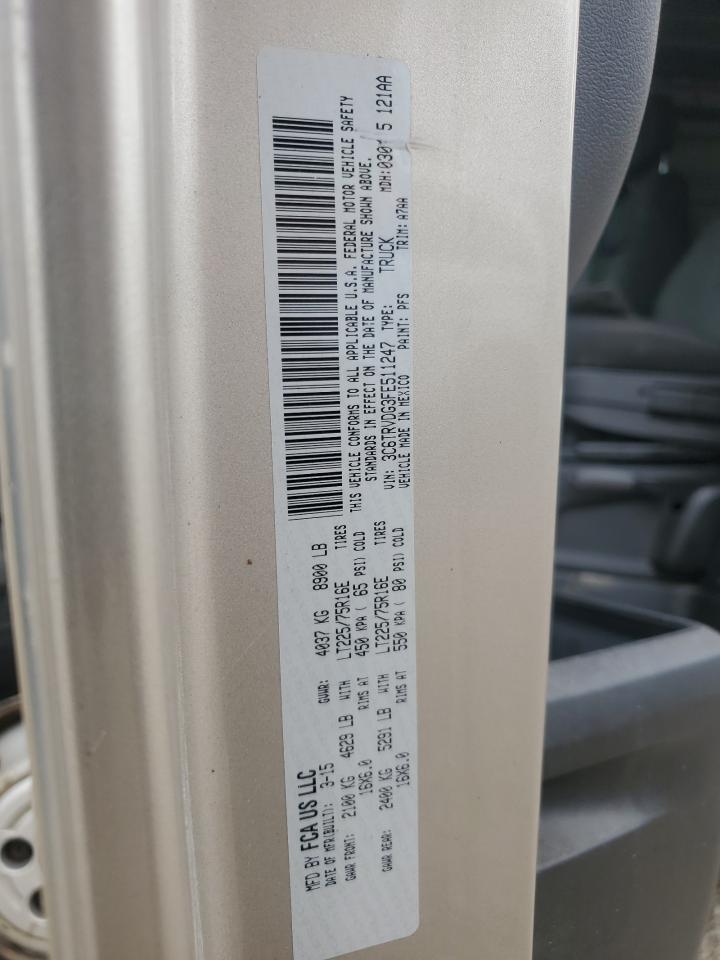 MFD BY FCA US LLC
DATE OF MFR(BUILT): 3-15 GVWR: 4037 KG 8900 LB
GAWR FRONT: 2100 KG 4629 LB WITH LT225/75R16E TIRES
16X6.0 RIMS AT 450 KPA ( 65 PSI) COLD
GAWR REAR: 2400 KG 5291 LB WITH LT225/75R16E TIRES
16X6.0 RIMS AT 550 KPA ( 80 PSI) COLD
THIS VEHICLE CONFORMS TO ALL APPLICABLE U.S.A. FEDERAL MOTOR VEHICLE SAFETY
STANDARDS IN EFFECT ON THE DATE OF MANUFACTURE SHOWN ABOVE.
VIN: 3C6TRVDG3FE511247 TYPE: TRUCK MDH: 5 121AA
VEHICLE MADE IN MEXICO PAINT: PFS TRIM: A7AA